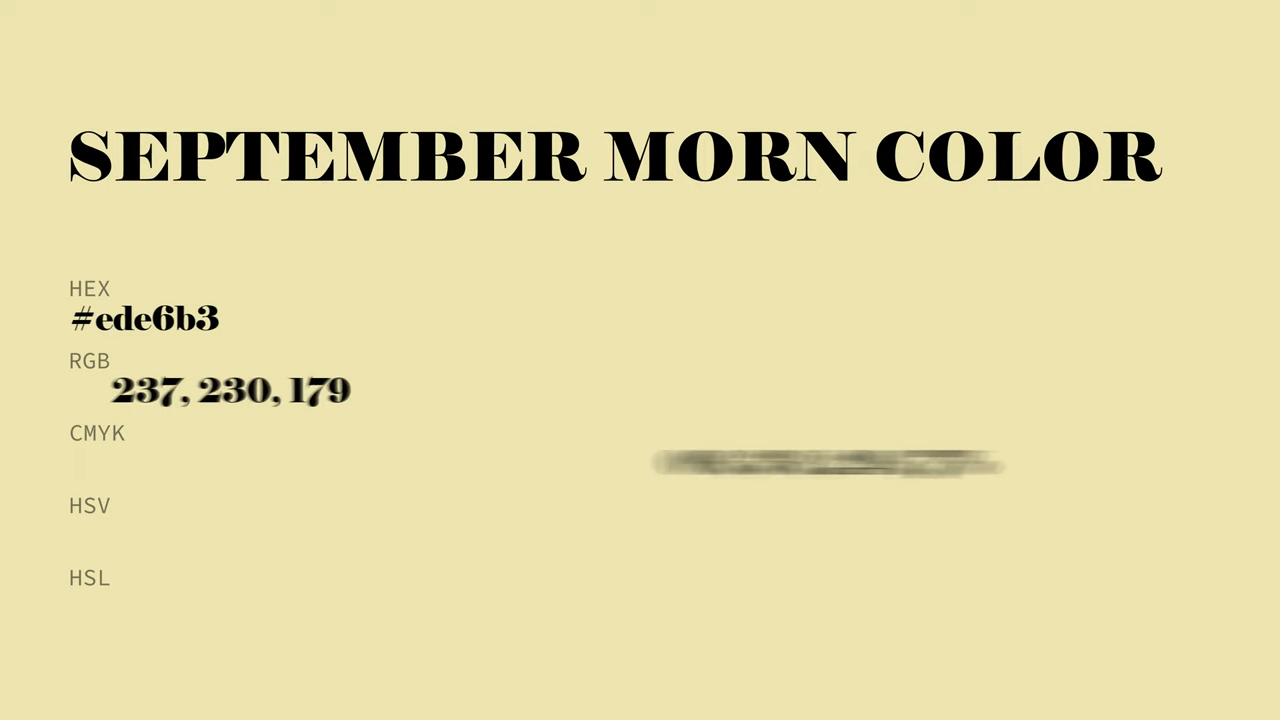 SEPTEMBER MORN COLOR
HEX
#ede6b3
RGB
237, 230, 179
CMYK
HSV
HSL